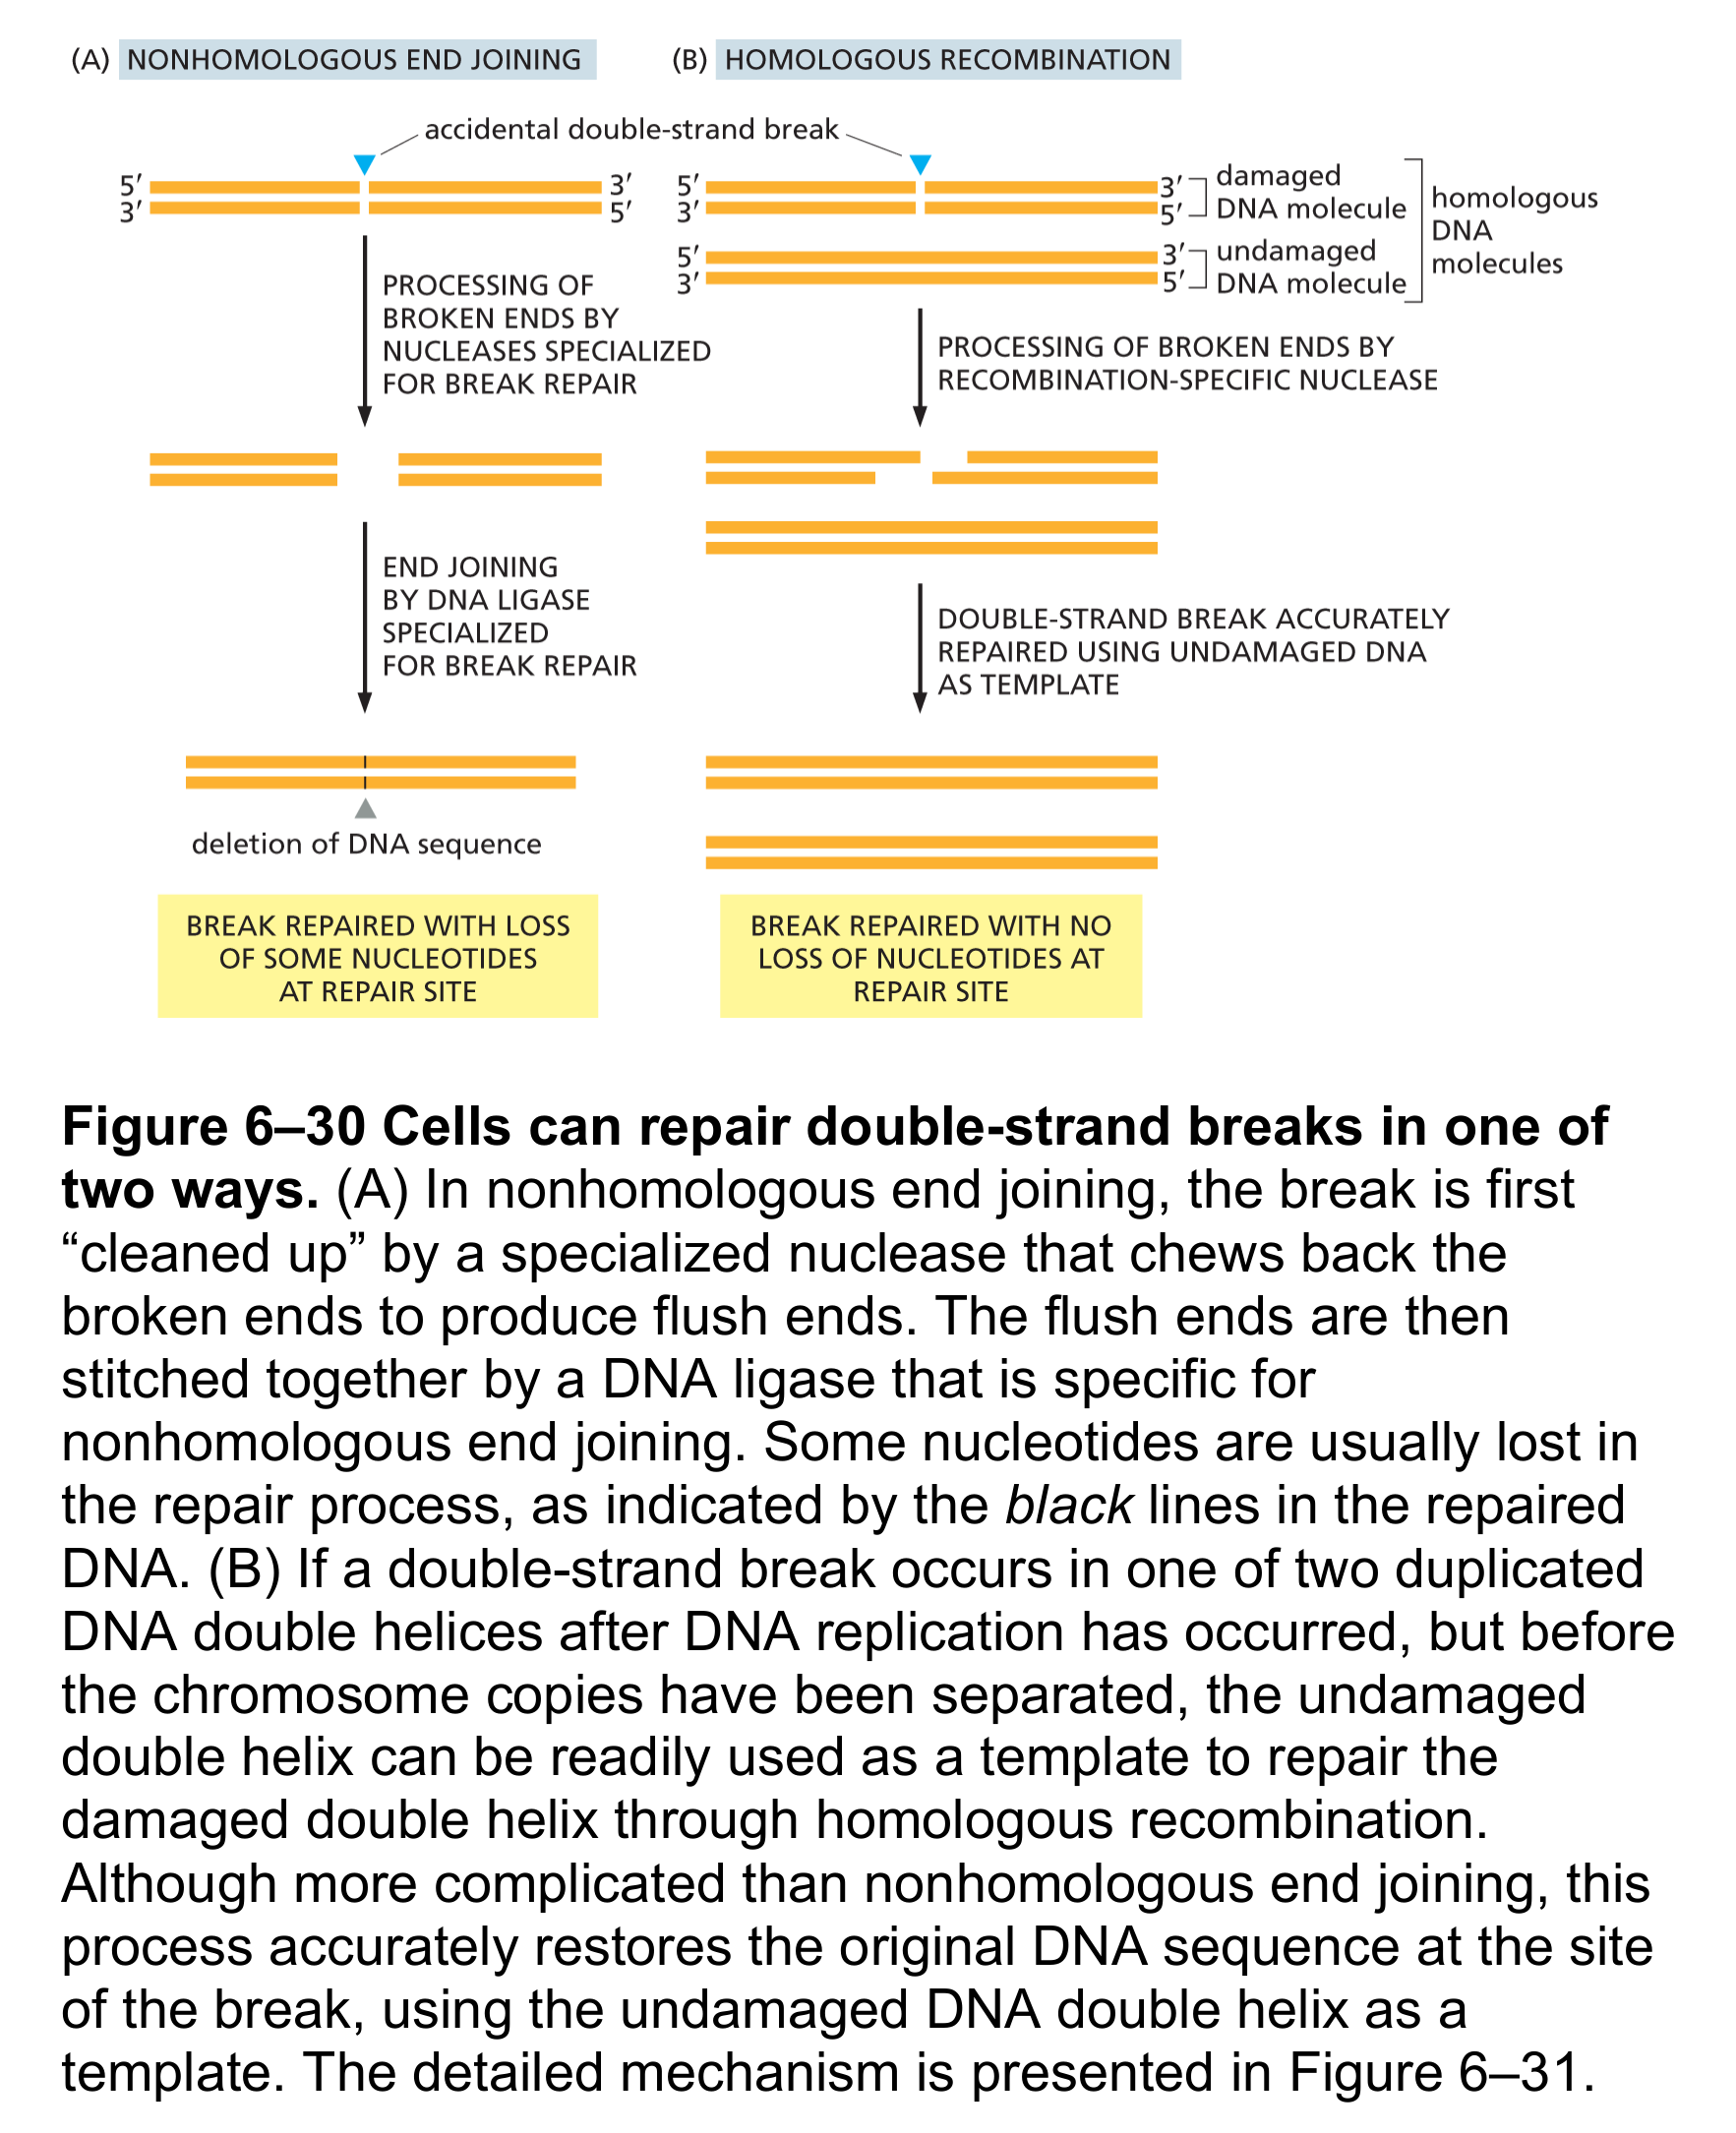 (A) NONHOMOLOGOUS END JOINING
(B) HOMOLOGOUS RECOMBINATION
accidental double-strand break
5′ 3′
3′ 5′
PROCESSING OF
BROKEN ENDS BY
NUCLEASES SPECIALIZED
FOR BREAK REPAIR
END JOINING
BY DNA LIGASE
SPECIALIZED
FOR BREAK REPAIR
deletion of DNA sequence
BREAK REPAIRED WITH LOSS
OF SOME NUCLEOTIDES
AT REPAIR SITE
5′ 3′
3′ 5′
damaged
DNA molecule
5′ 3′
3′ 5′
undamaged
DNA molecule
homologous
DNA
molecules
PROCESSING OF BROKEN ENDS BY
RECOMBINATION-SPECIFIC NUCLEASE
DOUBLE-STRAND BREAK ACCURATELY
REPAIRED USING UNDAMAGED DNA
AS TEMPLATE
BREAK REPAIRED WITH NO
LOSS OF NUCLEOTIDES AT
REPAIR SITE
Figure 6–30 Cells can repair double-strand breaks in one of
two ways. (A) In nonhomologous end joining, the break is first
“cleaned up” by a specialized nuclease that chews back the
broken ends to produce flush ends. The flush ends are then
stitched together by a DNA ligase that is specific for
nonhomologous end joining. Some nucleotides are usually lost in
the repair process, as indicated by the black lines in the repaired
DNA. (B) If a double-strand break occurs in one of two duplicated
DNA double helices after DNA replication has occurred, but before
the chromosome copies have been separated, the undamaged
double helix can be readily used as a template to repair the
damaged double helix through homologous recombination.
Although more complicated than nonhomologous end joining, this
process accurately restores the original DNA sequence at the site
of the break, using the undamaged DNA double helix as a
template. The detailed mechanism is presented in Figure 6–31.